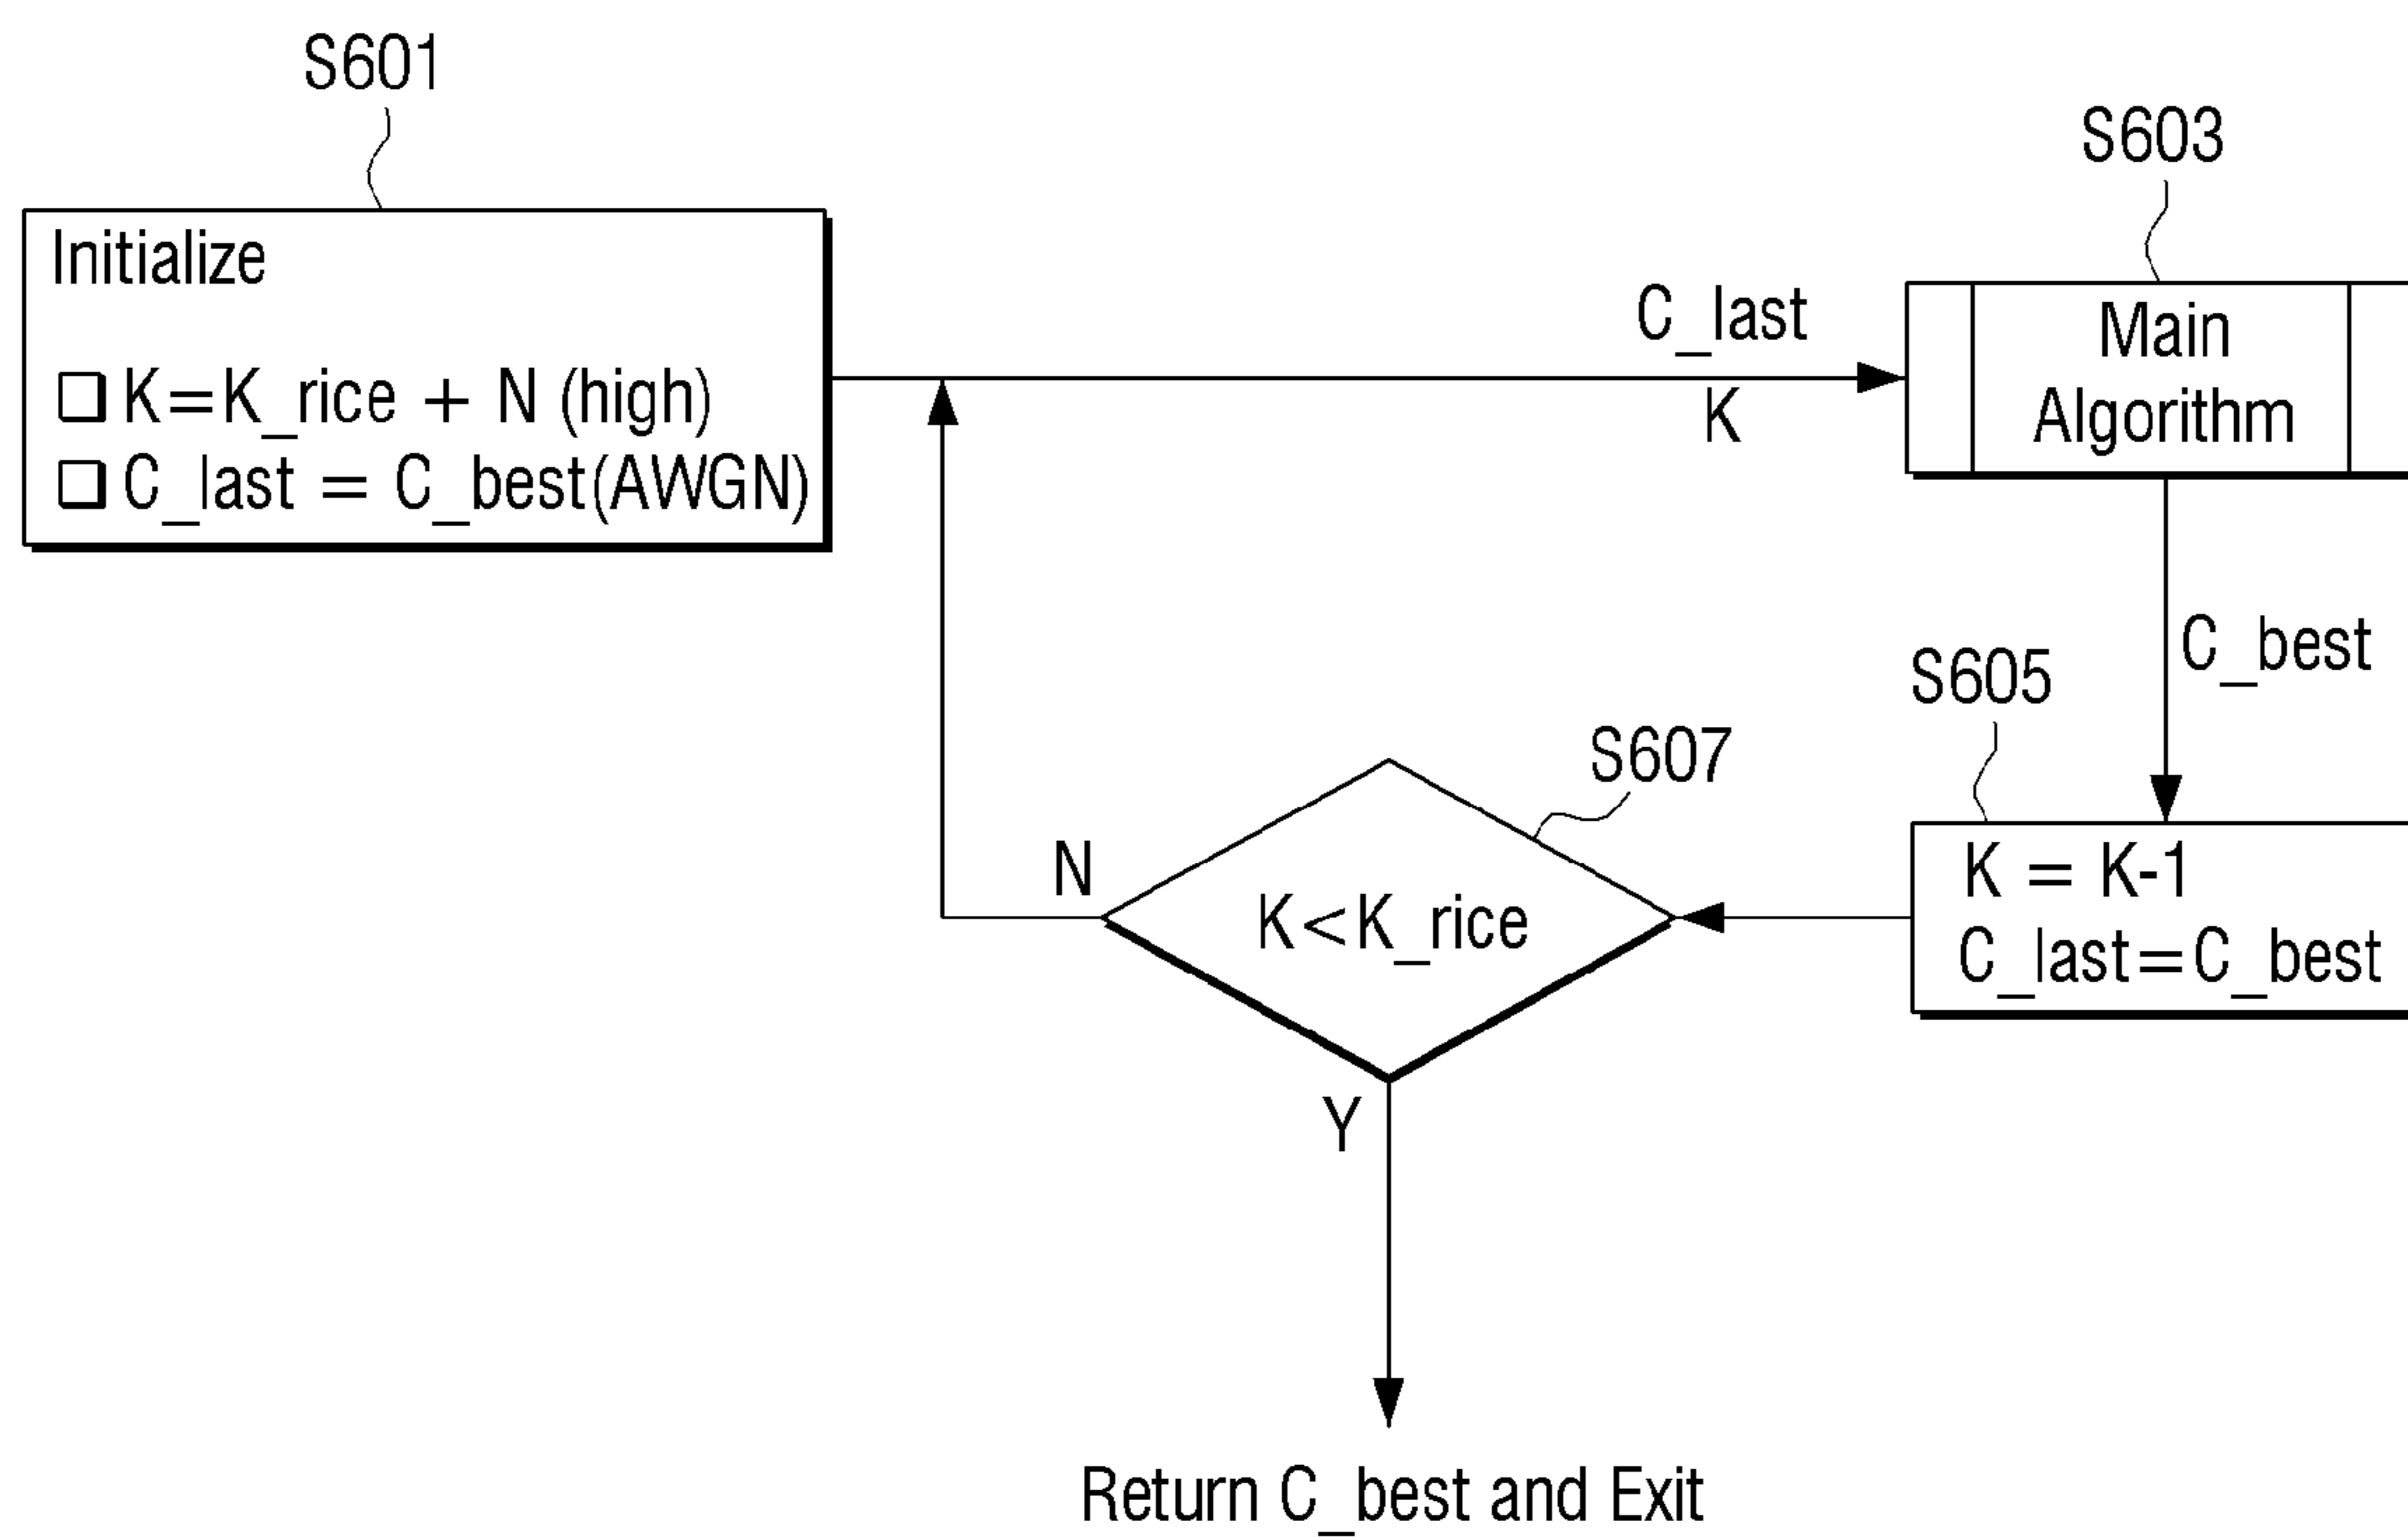 S601
Initialize
K=K_rice + N (high)
C_last = C_best(AWGN)
C_last
K
S603
Main
Algorithm
C_best
S605
K = K-1
C_last=C_best
S607
K<K_rice
N
Y
Return C_best and Exit